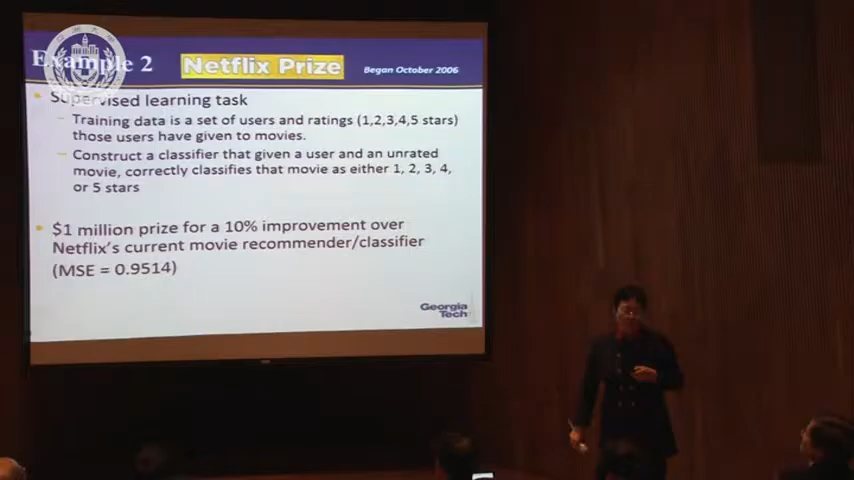 Example 2
Netflix Prize
Began October 2006
Supervised learning task
Training data is a set of users and ratings (1,2,3,4,5 stars)
those users have given to movies.
Construct a classifier that given a user and an unrated
movie, correctly classifies that movie as either 1, 2, 3, 4,
or 5 stars
$1 million prize for a 10% improvement over
Netflix's current movie recommender/classifier
(MSE = 0.9514)
Georgia
Tech